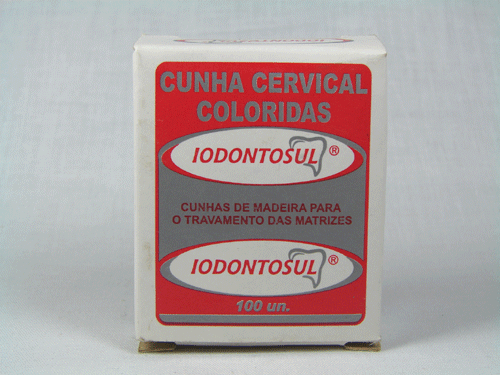 CUNHA CERVICAL
COLORIDAS
IODONTOSUL®
CUNHAS DE MADEIRA PARA
O TRAVAMENTO DAS MATRIZES
IODONTOSUL®
100 un.